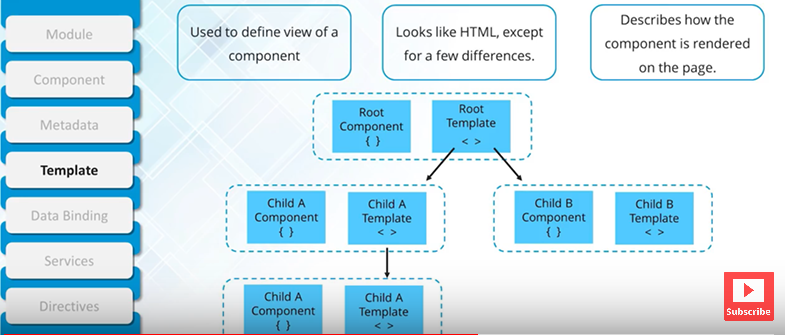 Module
Component
Metadata
Template
Data Binding
Services
Directives
Used to define view of a
component
Looks like HTML, except
for a few differences.
Describes how the
component is rendered
on the page.
Root
Component
{ }
Root
Template
< >
Child A
Component
{ }
Child A
Template
< >
Child B
Component
{ }
Child B
Template
< >
Child A
Component
{ }
Child A
Template
< >
Subscribe